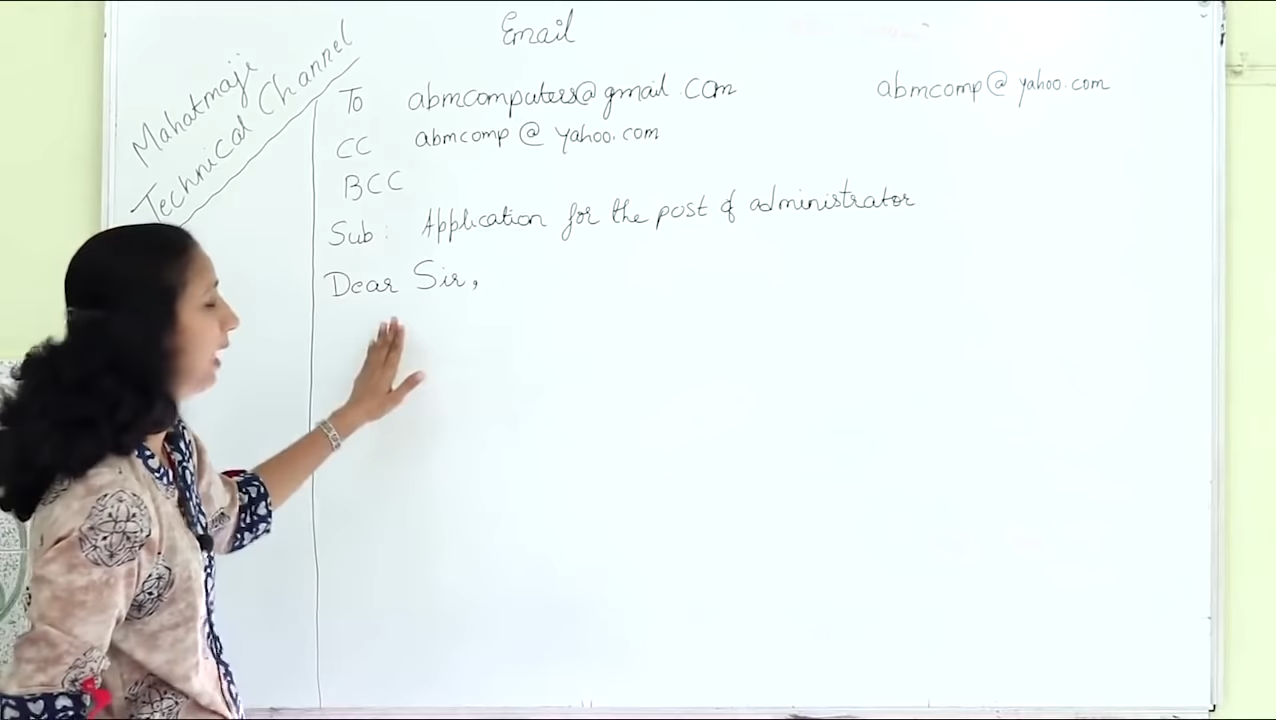 Email
Mahatmaji
Technical Channel
To abmcomputers@gmail.com abmcomp@yahoo.com
CC abmcomp@yahoo.com
BCC
Sub: Application for the post of administrator
Dear Sir,